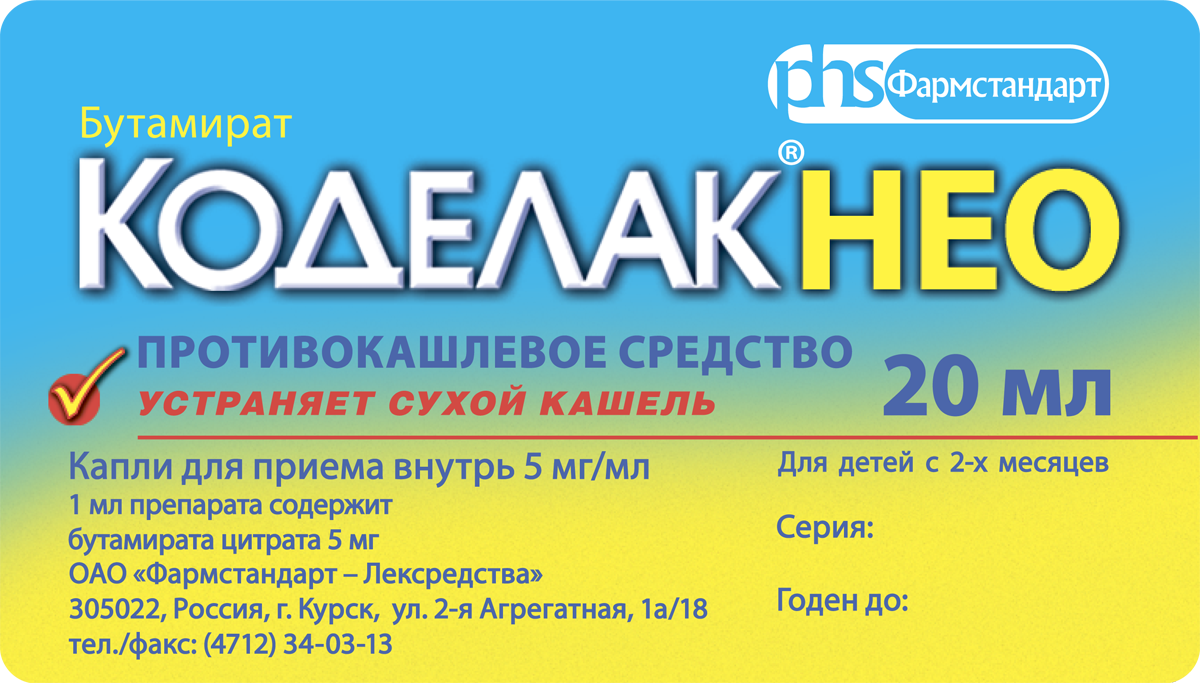 phs Фармстандарт
Бутамират
КОДЕЛАК® НЕО
ПРОТИВОКАШЛЕВОЕ СРЕДСТВО
УСТРАНЯЕТ СУХОЙ КАШЕЛЬ
20 мл
Капли для приема внутрь 5 мг/мл
1 мл препарата содержит
бутамирата цитрата 5 мг
ОАО «Фармстандарт – Лексредства»
305022, Россия, г. Курск, ул. 2-я Агрегатная, 1а/18
тел./факс: (4712) 34-03-13
Для детей с 2-х месяцев
Серия:
Годен до: